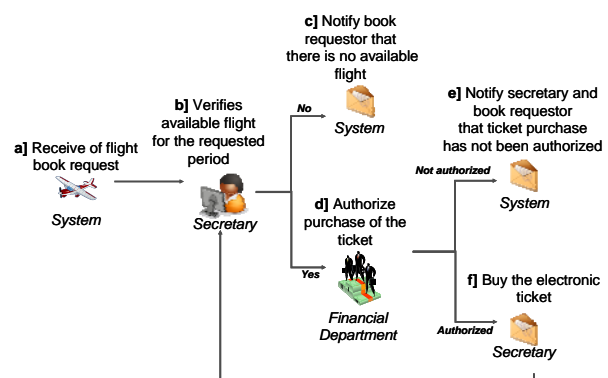 a] Receive of flight
book request
System
b] Verifies
available flight
for the requested
period
Secretary
c] Notify book
requestor that
there is no available
flight
System
No
Yes
d] Authorize
purchase of the
ticket
Financial
Department
Not authorized
Authorized
e] Notify secretary and
book requestor
that ticket purchase
has not been authorized
System
f] Buy the electronic
ticket
Secretary